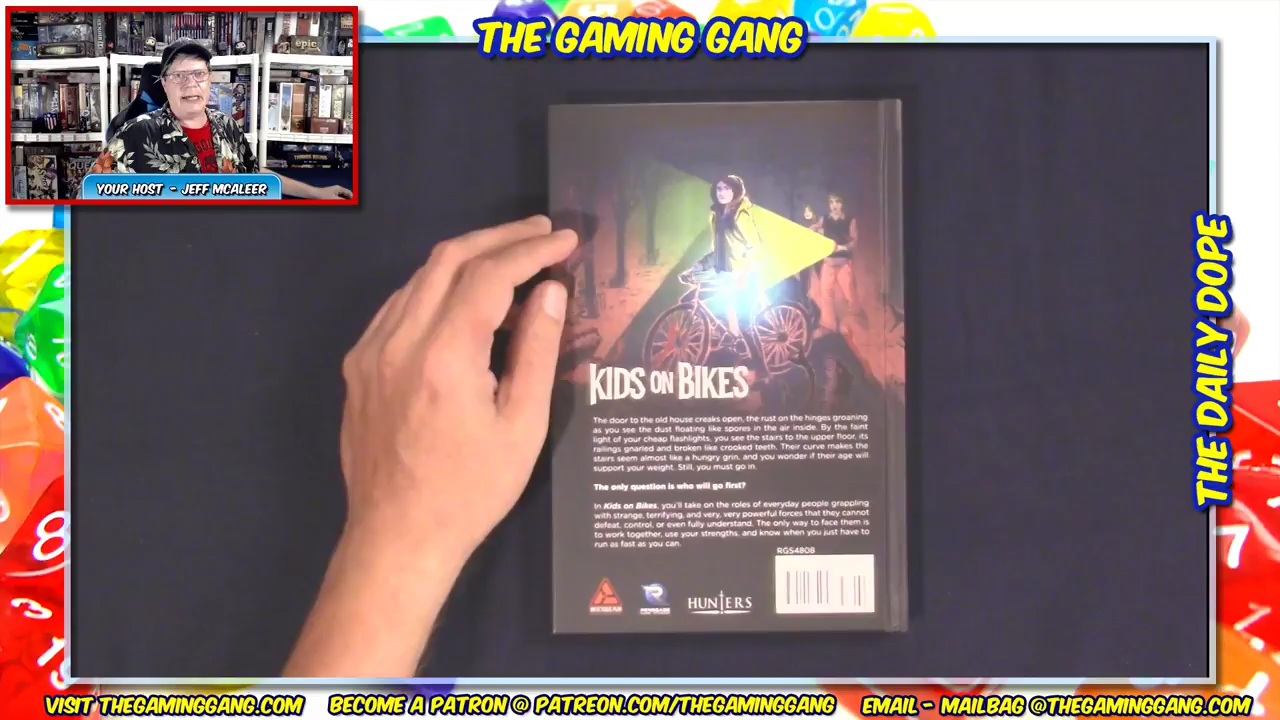 THE GAMING GANG
epic
YOUR HOST - JEFF MCALEER
THE DAILY DOPE
KIDS ON BIKES
The door to the old house creaks open, the rust on the hinges groaning
as you see the dust floating like spores in the air inside. By the faint
light of your cheap flashlights, you see the stairs to the upper floor, its
railings gnarled and broken like crooked teeth. Their curve makes the
stairs seem almost like a hungry grin, and you wonder if their age will
support your weight. Still, you must go in.
The only question is who will go first?
In Kids on Bikes, you'll take on the roles of everyday people grappling
with strange, terrifying, and very, very powerful forces that they cannot
defeat, control, or even fully understand. The only way to face them is
to work together, use your strengths, and know when you just have to
run as fast as you can.
RGS4808
RENEGADE
HUNTERS
VISIT THEGAMINGGANG.COM BECOME A PATRON @ PATREON.COM/THEGAMINGGANG EMAIL - MAILBAG @THEGAMINGGANG.COM